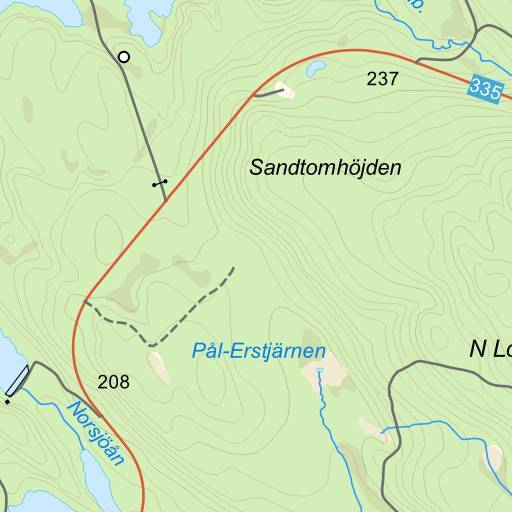 b.
237
335
Sandtomhöjden
Pål-Erstjärnen
N Lo
208
Norsjöån